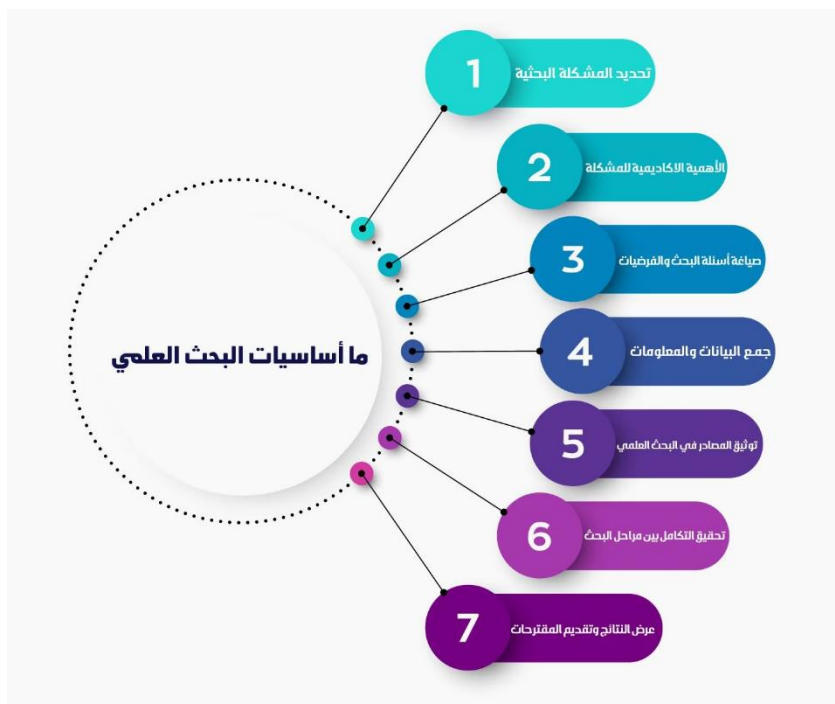 ما أساسيات البحث العلمي
1 تحديد المشكلة البحثية
2 الأهمية الاكاديمية للمشكلة
3 صياغة أسئلة البحث والفرضيات
4 جمع البيانات والمعلومات
5 توثيق المصادر في البحث العلمي
6 تحقيق التكامل بين مراحل البحث
7 عرض النتائج وتقديم المقترحات